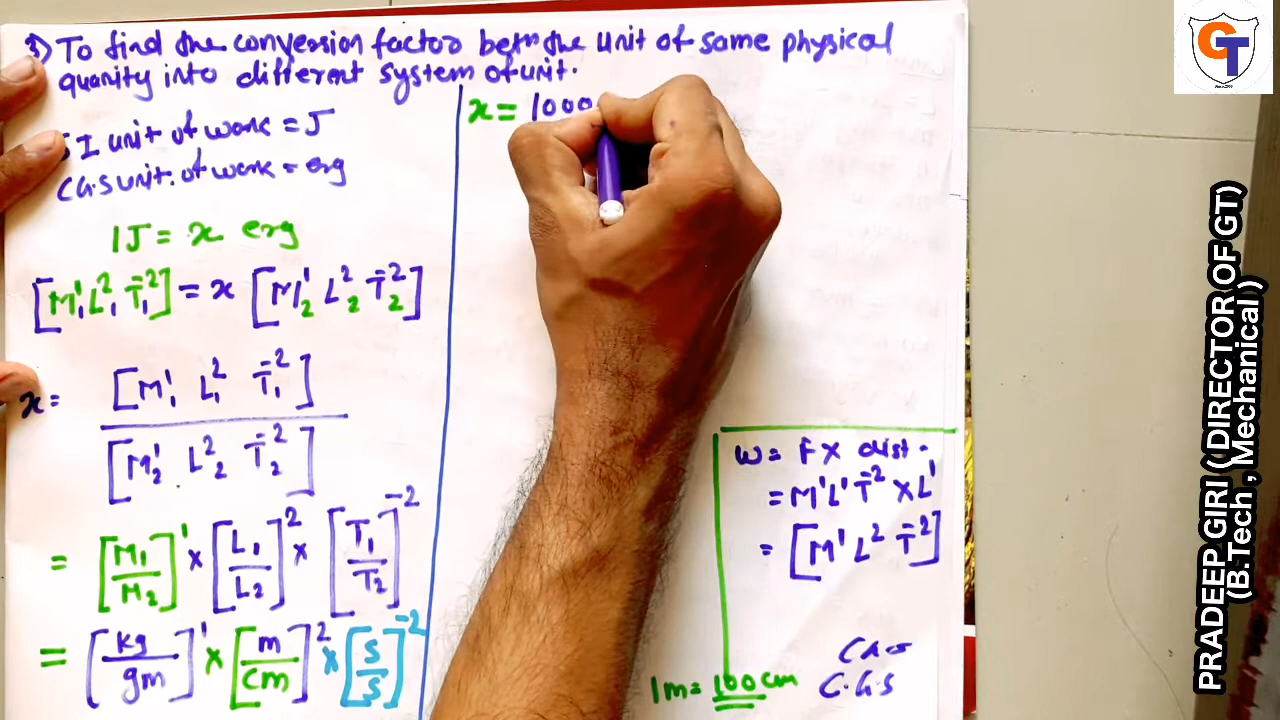 3) To find the conversion factor betn the unit of same physical
quanity into different system of unit.
SI unit of work = J
C.G.S unit. of work = erg
1J = x erg
[M₁¹ L₁² T₁⁻²] = x [M₂¹ L₂² T₂⁻²]
x = [M₁¹ L₁² T₁⁻²] / [M₂¹ L₂² T₂⁻²]
= [M₁/M₂]¹ × [L₁/L₂]² × [T₁/T₂]⁻²
= [kg/gm]¹ × [m/cm]² × [s/s]⁻²
x = 1000
W = F X dist.
= M¹L¹T⁻² × L¹
= [M¹ L² T⁻²]
1m = 100cm
C.G.S
GT
PRADEEP GIRI ( DIRECTOR OF GT)
(B.Tech , Mechanical )